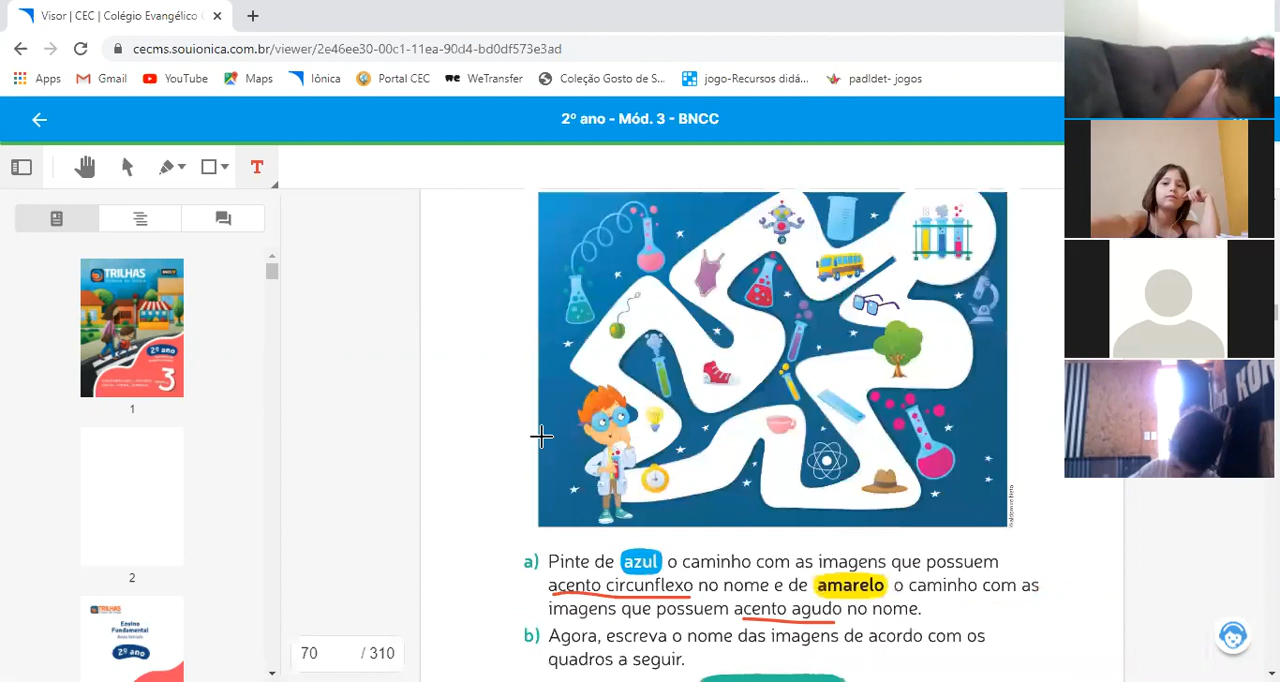 Visor | CEC | Colégio Evangélico
cecms.souionica.com.br/viewer/2e46ee30-00c1-11ea-90d4-bd0df573e3ad
Apps Gmail YouTube Maps Iônica Portal CEC WeTransfer Coleção Gosto de S... jogo-Recursos didá... padldet- jogos
2º ano - Mód. 3 - BNCC
T
TRILHAS
2º ano
3
1
2
TRILHAS
Ensino
Fundamental
2º ano
70 / 310
a) Pinte de azul o caminho com as imagens que possuem
acento circunflexo no nome e de amarelo o caminho com as
imagens que possuem acento agudo no nome.
b) Agora, escreva o nome das imagens de acordo com os
quadros a seguir.